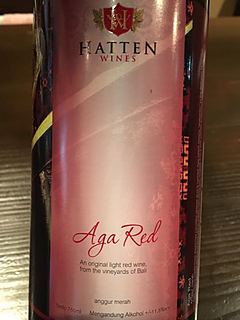 HATTEN
WINES
Aga Red
An original light red wine,
from the vineyards of Bali
anggur merah
Mengandung Alkohol